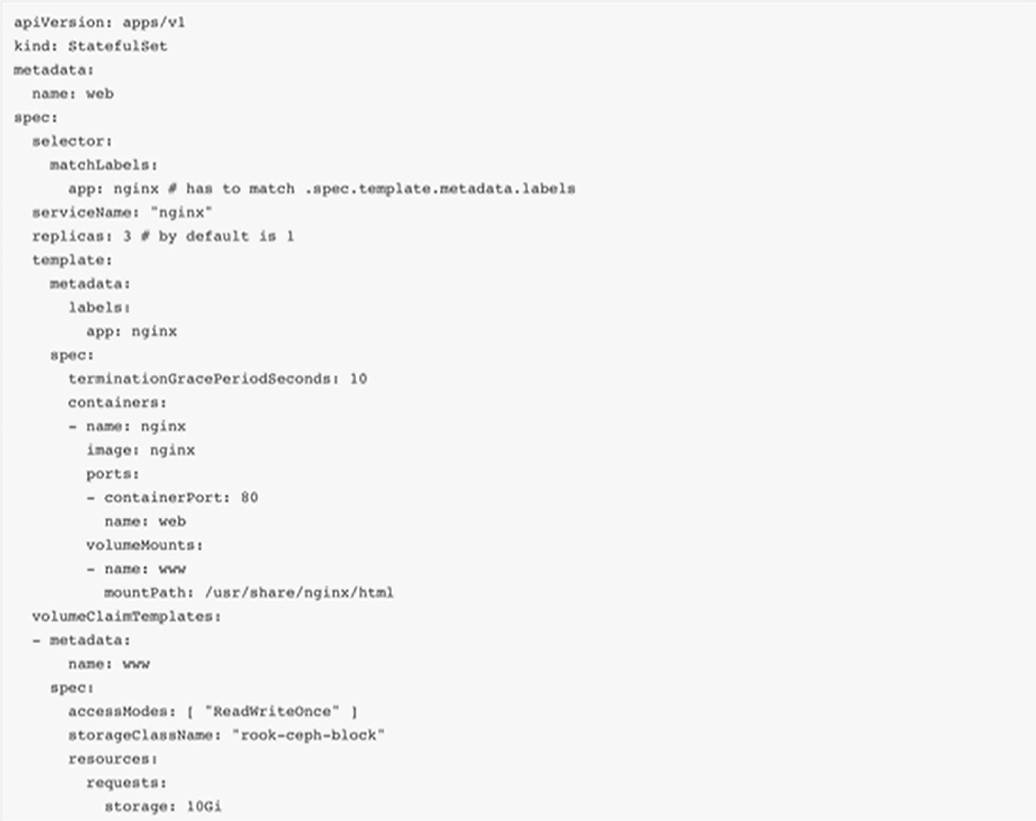 apiVersion: apps/v1
kind: StatefulSet
metadata:
  name: web
spec:
  selector:
    matchLabels:
      app: nginx # has to match .spec.template.metadata.labels
  serviceName: "nginx"
  replicas: 3 # by default is 1
  template:
    metadata:
      labels:
        app: nginx
    spec:
      terminationGracePeriodSeconds: 10
      containers:
      - name: nginx
        image: nginx
        ports:
        - containerPort: 80
          name: web
        volumeMounts:
        - name: www
          mountPath: /usr/share/nginx/html
  volumeClaimTemplates:
  - metadata:
      name: www
    spec:
      accessModes: [ "ReadWriteOnce" ]
      storageClassName: "rook-ceph-block"
      resources:
        requests:
          storage: 10Gi